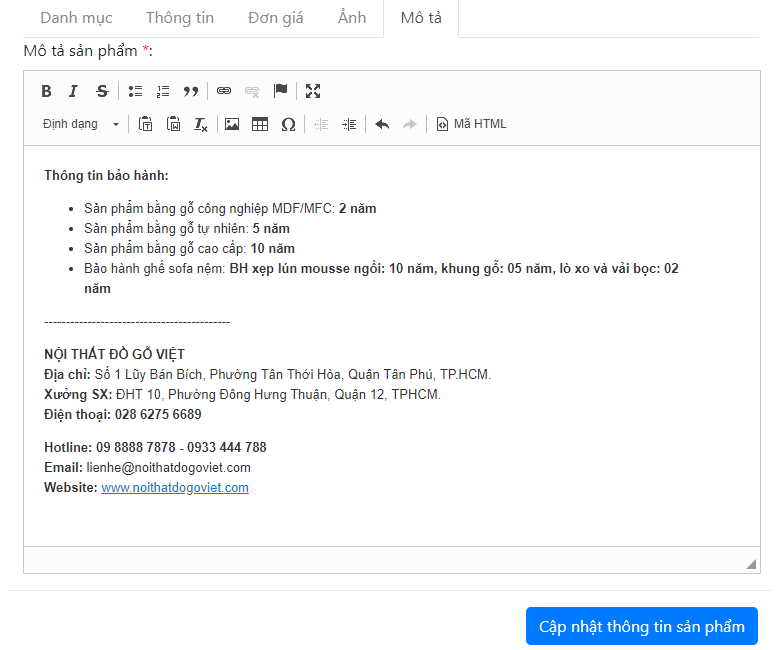 Danh mục Thông tin Đơn giá Ảnh Mô tả
Mô tả sản phẩm *:
Định dạng Mã HTML
Thông tin bảo hành:
Sản phẩm bằng gỗ công nghiệp MDF/MFC: 2 năm
Sản phẩm bằng gỗ tự nhiên: 5 năm
Sản phẩm bằng gỗ cao cấp: 10 năm
Bảo hành ghế sofa nệm: BH xẹp lún mousse ngồi: 10 năm, khung gỗ: 05 năm, lò xo và vải bọc: 02
năm
-------------------------------------------
NỘI THẤT ĐỒ GỖ VIỆT
Địa chỉ: Số 1 Lũy Bán Bích, Phường Tân Thới Hòa, Quận Tân Phú, TP.HCM.
Xưởng SX: ĐHT 10, Phường Đông Hưng Thuận, Quận 12, TPHCM.
Điện thoại: 028 6275 6689
Hotline: 09 8888 7878 - 0933 444 788
Email: lienhe@noithatdogoviet.com
Website: www.noithatdogoviet.com
Cập nhật thông tin sản phẩm